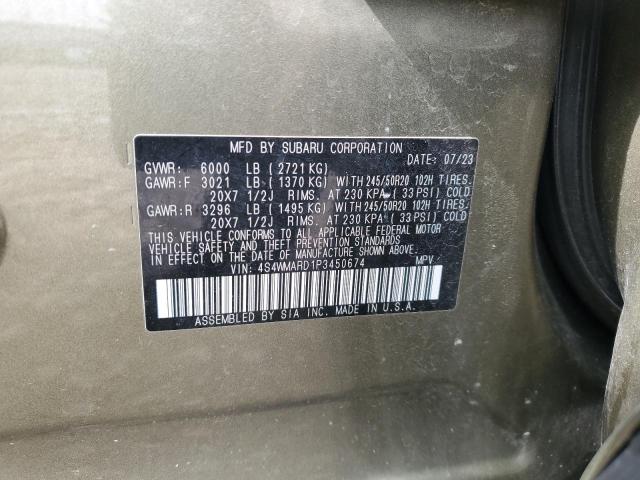 MFD BY SUBARU CORPORATION DATE: 07/23
GVWR: 6000 LB ( 2721 KG)
GAWR:F 3021 LB ( 1370 KG) WITH 245/50R20 102H TIRES.
20X7 1/2J RIMS. AT 230 KPA ( 33 PSI) COLD
GAWR:R 3296 LB ( 1495 KG) WITH 245/50R20 102H TIRES.
20X7 1/2J RIMS. AT 230 KPA ( 33 PSI) COLD
THIS VEHICLE CONFORMS TO ALL APPLICABLE FEDERAL MOTOR
VEHICLE SAFETY AND THEFT PREVENTION STANDARDS
IN EFFECT ON THE DATE OF MANUFACTURE SHOWN ABOVE.
VIN: 4S4WMARD1P3450674 MPV
ASSEMBLED BY SIA INC. MADE IN U.S.A.